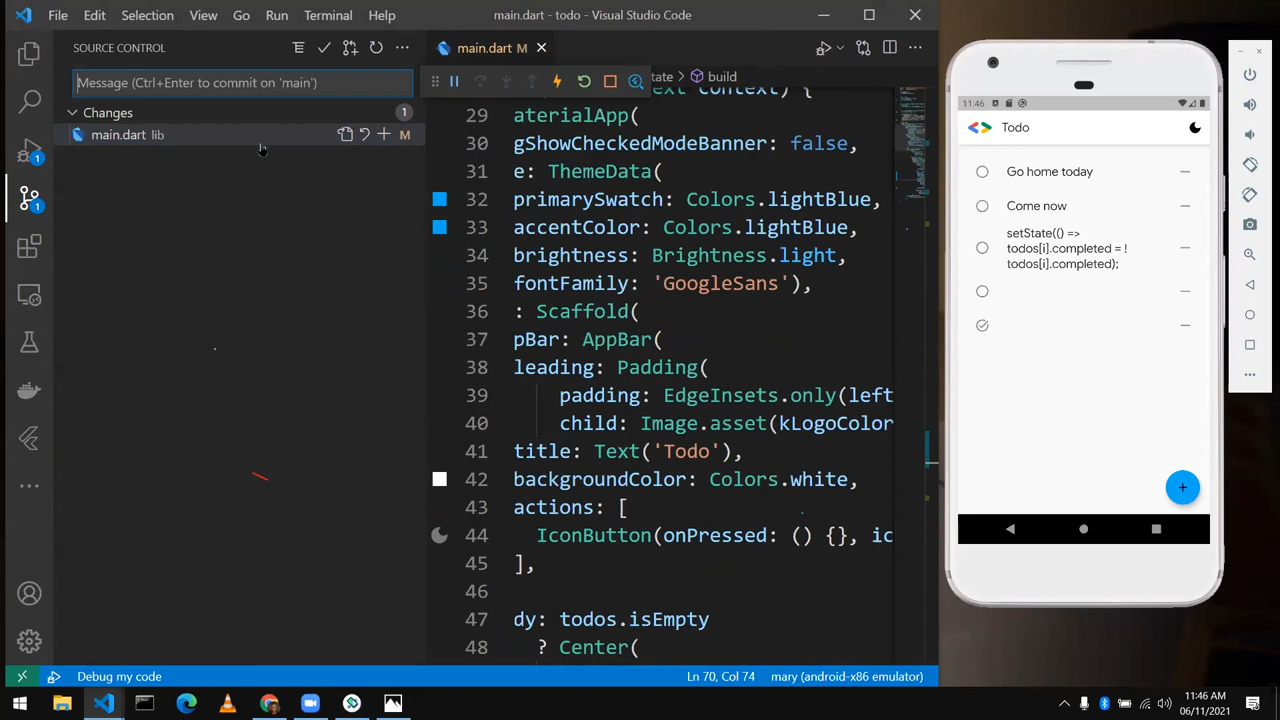 File Edit Selection View Go Run Terminal Help main.dart - todo - Visual Studio Code
SOURCE CONTROL
Message (Ctrl+Enter to commit on 'main')
Changes 1
main.dart lib M
1
1
main.dart M
tate > build
context) {
29 aterialApp(
30 gShowCheckedModeBanner: false,
31 e: ThemeData(
32 primarySwatch: Colors.lightBlue,
33 accentColor: Colors.lightBlue,
34 brightness: Brightness.light,
35 fontFamily: 'GoogleSans'),
36 : Scaffold(
37 pBar: AppBar(
38 leading: Padding(
39 padding: EdgeInsets.only(left
40 child: Image.asset(kLogoColor
41 title: Text('Todo'),
42 backgroundColor: Colors.white,
43 actions: [
44 IconButton(onPressed: () {}, ic
45 ],
46
47 dy: todos.isEmpty
48 ? Center(
Debug my code Ln 70, Col 74 mary (android-x86 emulator)
11:46
Todo
Go home today
Come now
setState(() =>
todos[i].completed = !
todos[i].completed);
11:46 AM
06/11/2021